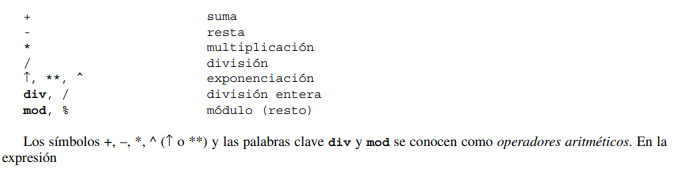 + suma
- resta
* multiplicación
/ división
↑, **, ^ exponenciación
div, / división entera
mod, % módulo (resto)
Los símbolos +, –, *, ^ (↑ o **) y las palabras clave div y mod se conocen como operadores aritméticos. En la
expresión